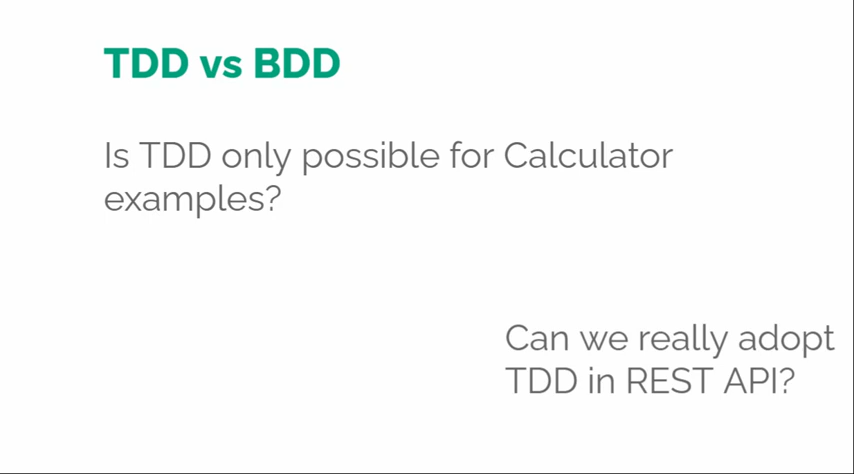 TDD vs BDD
Is TDD only possible for Calculator
examples?
Can we really adopt
TDD in REST API?